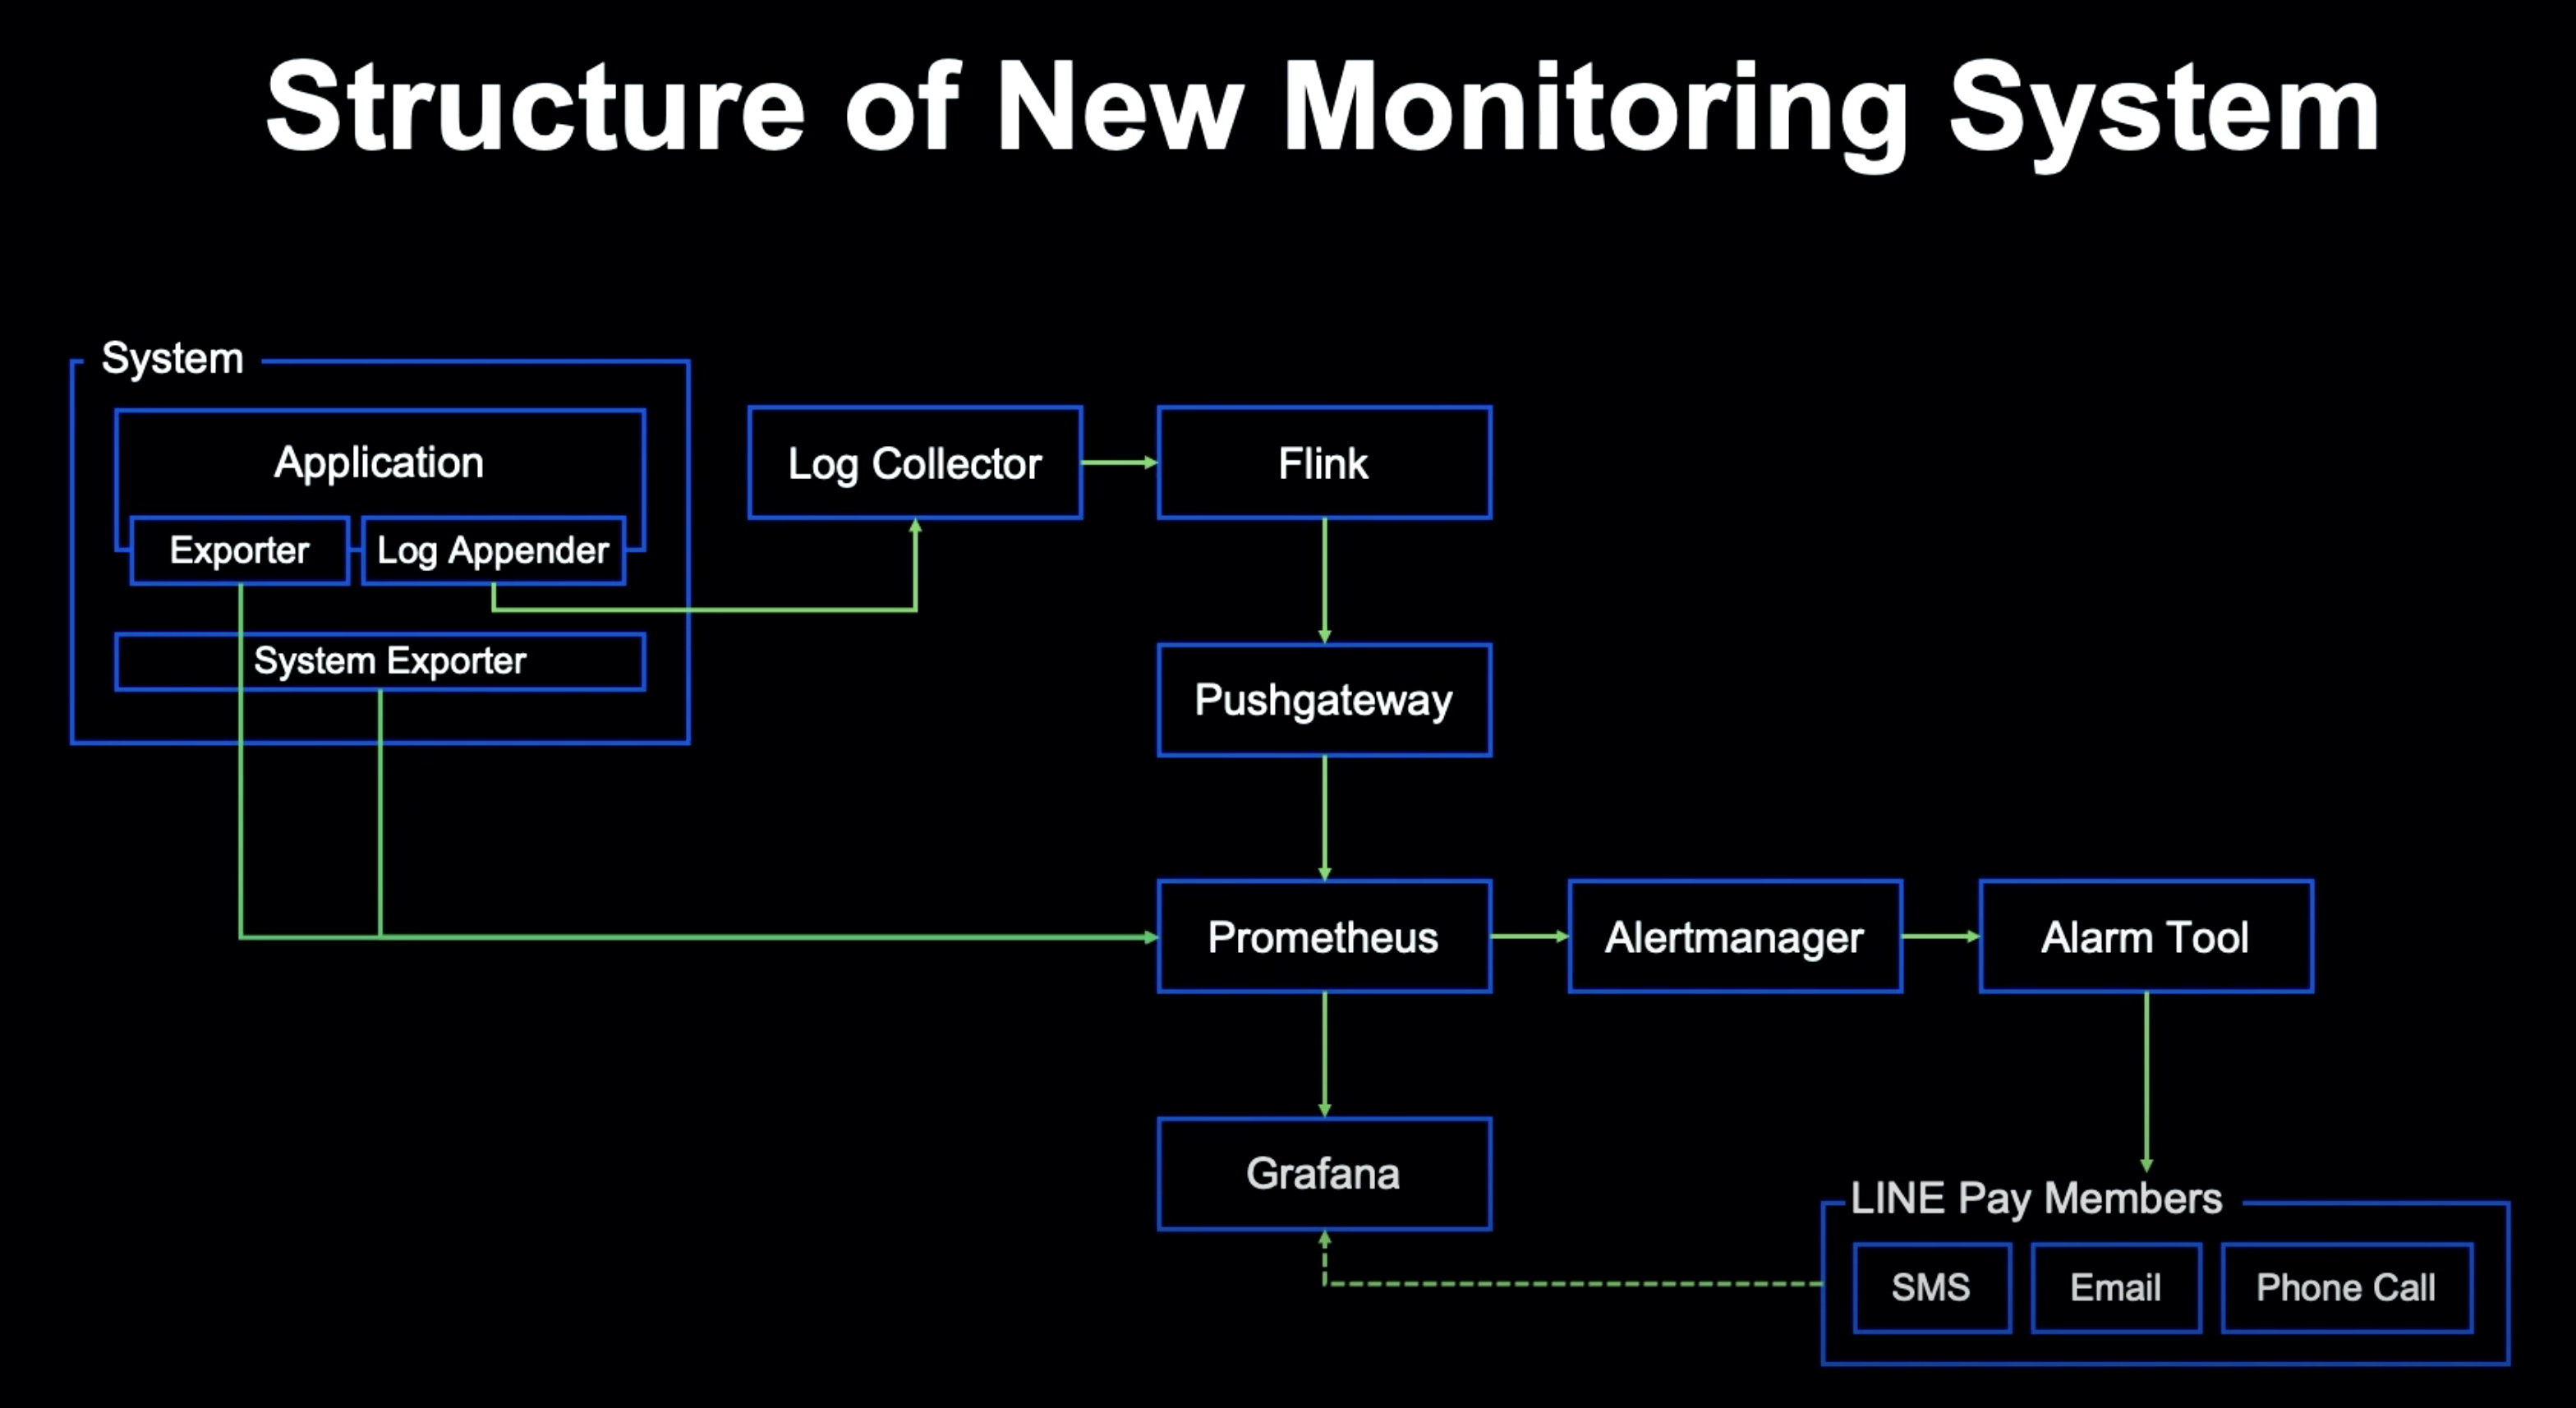 Structure of New Monitoring System
System
Application
Exporter
Log Appender
System Exporter
Log Collector
Flink
Pushgateway
Prometheus
Alertmanager
Alarm Tool
Grafana
LINE Pay Members
SMS
Email
Phone Call